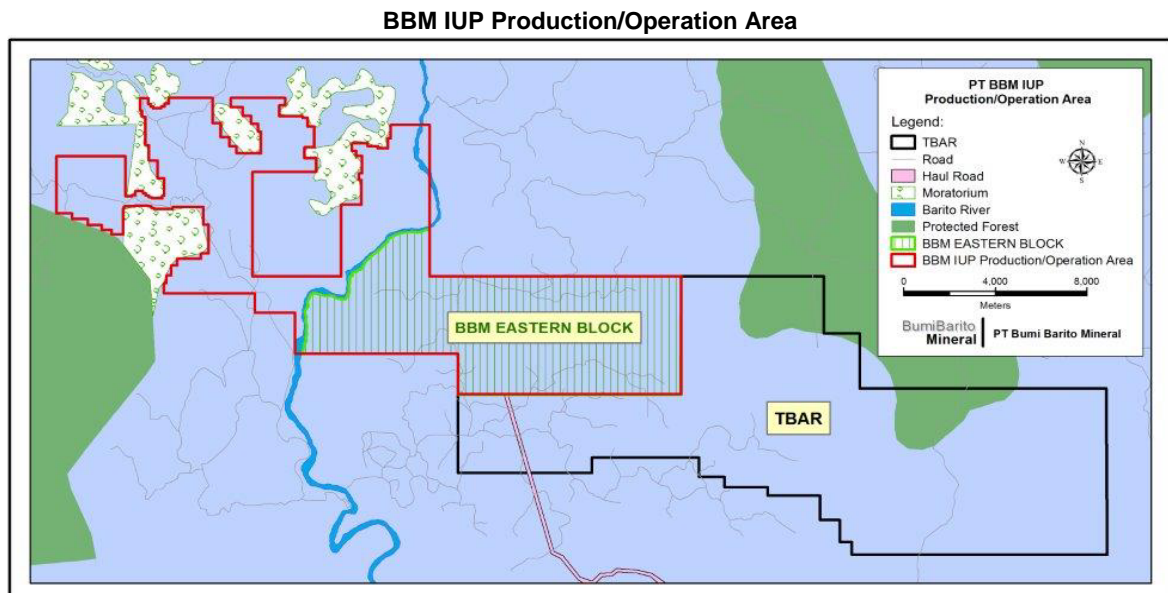 BBM IUP Production/Operation Area
PT BBM IUP
Production/Operation Area
Legend:
TBAR
Road
Haul Road
Moratorium
Barito River
Protected Forest
BBM EASTERN BLOCK
BBM IUP Production/Operation Area
N
W E
S
0 4,000 8,000
Meters
BumiBarito
Mineral
PT Bumi Barito Mineral
BBM EASTERN BLOCK
TBAR